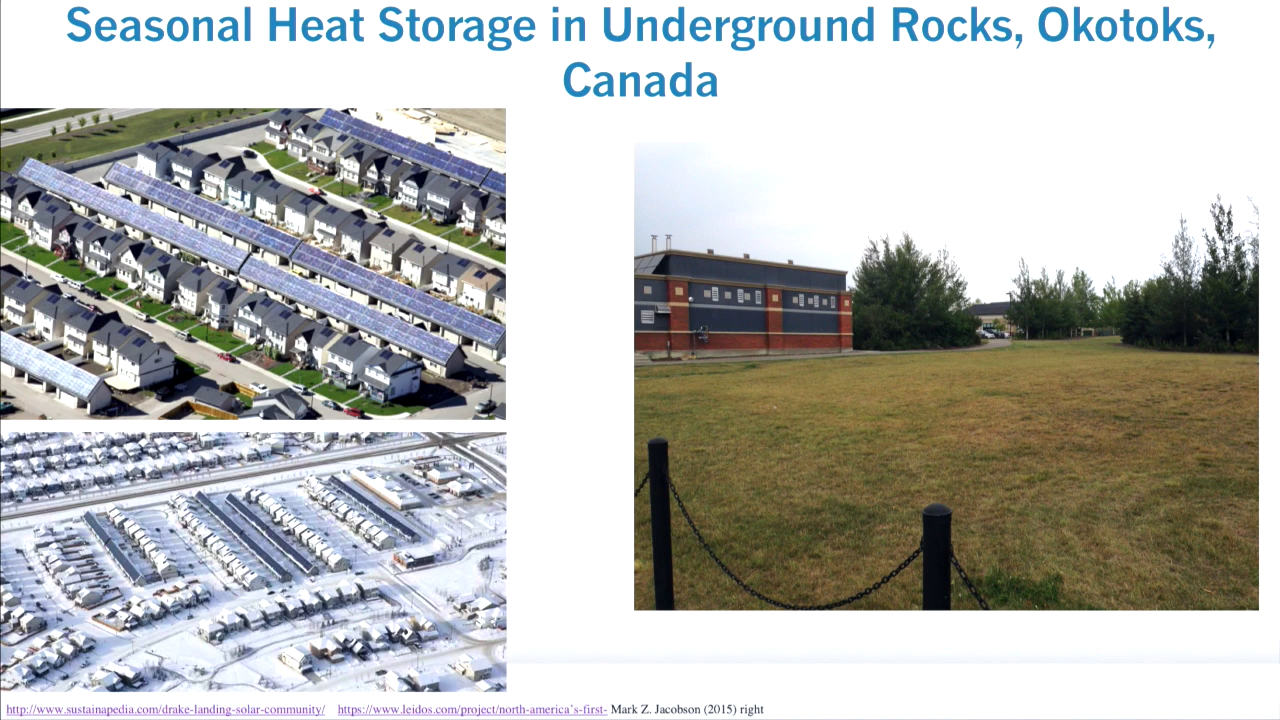 Seasonal Heat Storage in Underground Rocks, Okotoks,
Canada
http://www.sustainapedia.com/drake-landing-solar-community/ https://www.leidos.com/project/north-america's-first- Mark Z. Jacobson (2015) right